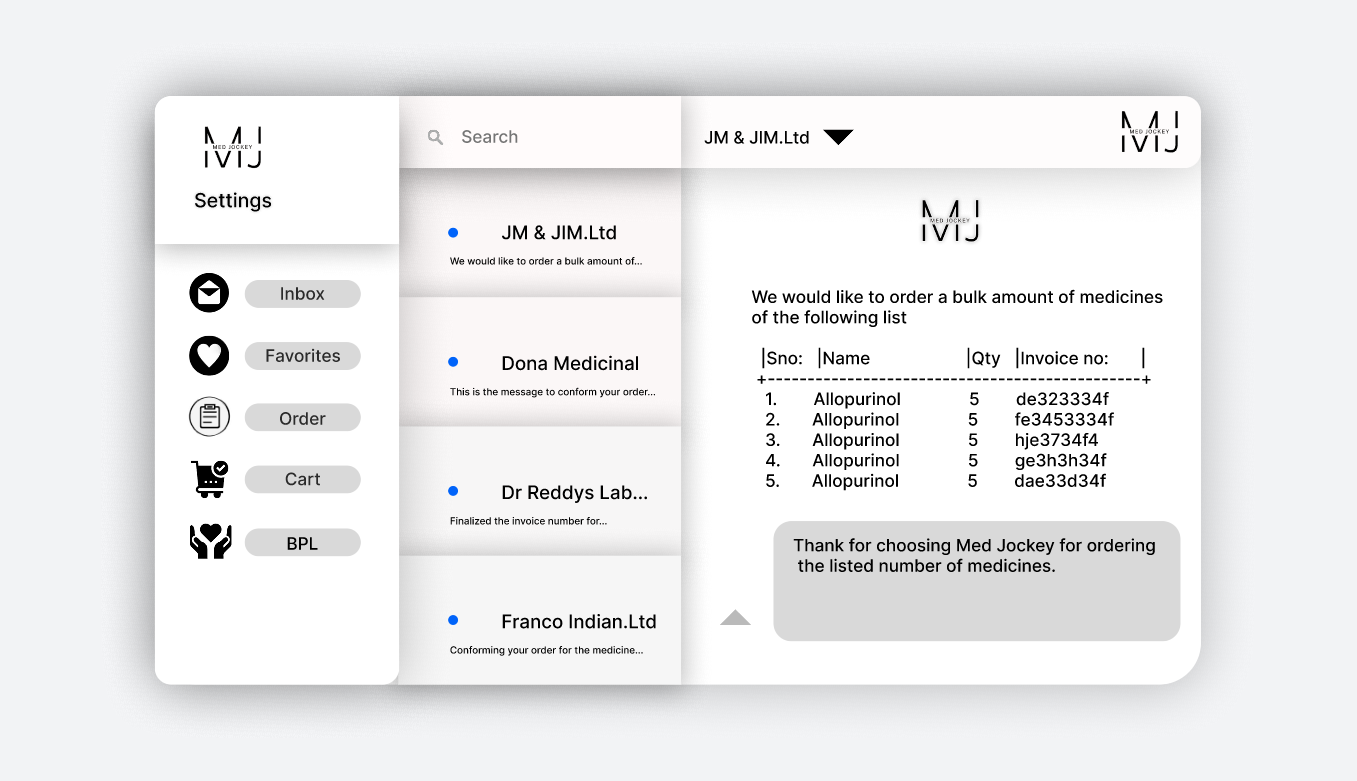 MJ
MED JOCKEY
Settings
Inbox
Favorites
Order
Cart
BPL
Search
JM & JIM.Ltd
We would like to order a bulk amount of...
Dona Medicinal
This is the message to conform your order...
Dr Reddys Lab...
Finalized the invoice number for...
Franco Indian.Ltd
Conforming your order for the medicine...
JM & JIM.Ltd
MJ
MED JOCKEY
MJ
MED JOCKEY
We would like to order a bulk amount of medicines
of the following list
|Sno: |Name |Qty |Invoice no: |
+--------------------------------------------+
1. Allopurinol 5 de323334f
2. Allopurinol 5 fe3453334f
3. Allopurinol 5 hje3734f4
4. Allopurinol 5 ge3h3h34f
5. Allopurinol 5 dae33d34f
Thank for choosing Med Jockey for ordering
the listed number of medicines.